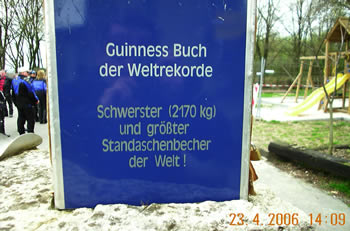 Guinness Buch
der Weltrekorde
Schwerster (2170 kg)
und größter
Standaschenbecher
der Welt!
23.4.2006 14:09